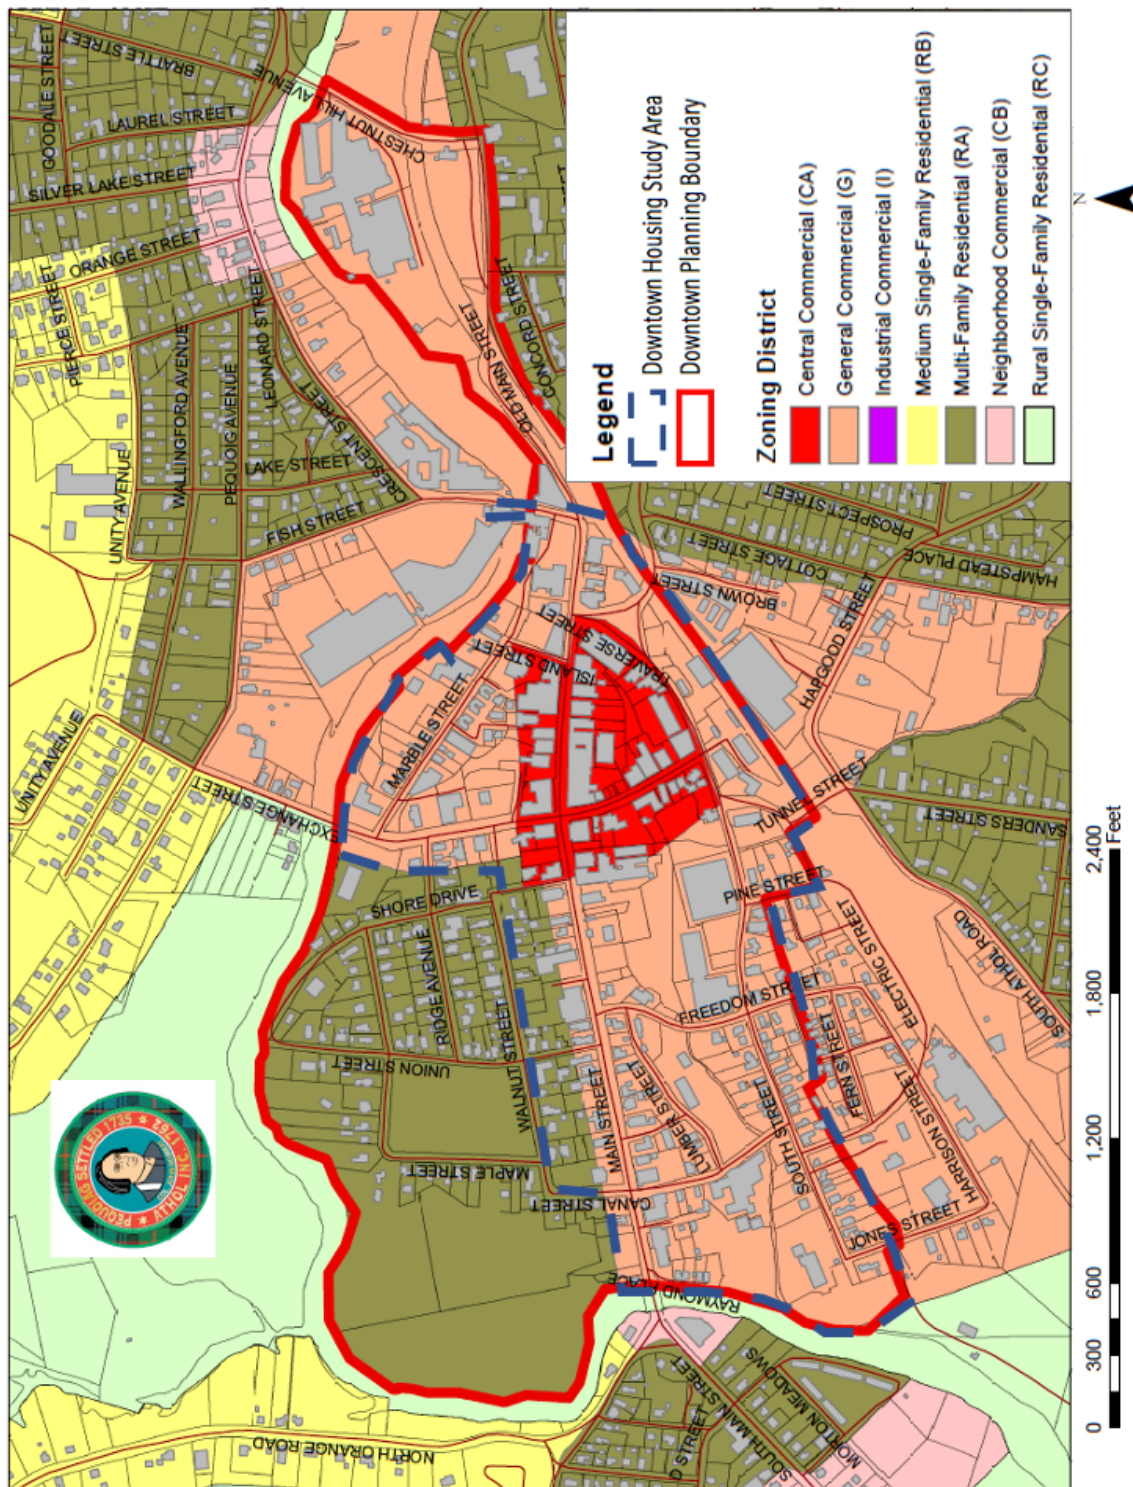 GOODALE STREET
BRATTLE STREET
LAUREL STREET
SILVER LAKE STREET
ORANGE STREET
PIERCE STREET
CHESTNUT HILL AVENUE
UNITY AVENUE
WALLINGFORD AVENUE
PEQUOIG AVENUE
LEONARD STREET
LAKE STREET
CRESCENT STREET
FISH STREET
OLD MAIN STREET
CONCORD STREET
UNITY AVENUE
EXCHANGE STREET
MARBLE STREET
ISLAND STREET
TRAVERSE STREET
BROWN STREET
COTTAGE STREET
PROSPECT STREET
HAMPSTEAD PLACE
HARGOOD STREET
TUNNEL STREET
SANDERS STREET
SOUTH ATHOL ROAD
PINE STREET
ELECTRIC STREET
FREEDOM STREET
FERN STREET
HARRISON STREET
JONES STREET
SOUTH STREET
LUMBER STREET
MAIN STREET
CANAL STREET
WALNUT STREET
MAPLE STREET
UNION STREET
RIDGE AVENUE
SHORE DRIVE
RAYMOND PLACE
NORTH ORANGE ROAD
D STREET
SOUTH MAIN STREET
MORTON MEADOWS
MORTON
PEQUOIG SETTLED 1735 * ATHOL INC. 1762 *
Legend
Downtown Housing Study Area
Downtown Planning Boundary
Zoning District
Central Commercial (CA)
General Commercial (G)
Industrial Commercial (I)
Medium Single-Family Residential (RB)
Multi-Family Residential (RA)
Neighborhood Commercial (CB)
Rural Single-Family Residential (RC)
N
0 300 600 1,200 1,800 2,400
Feet